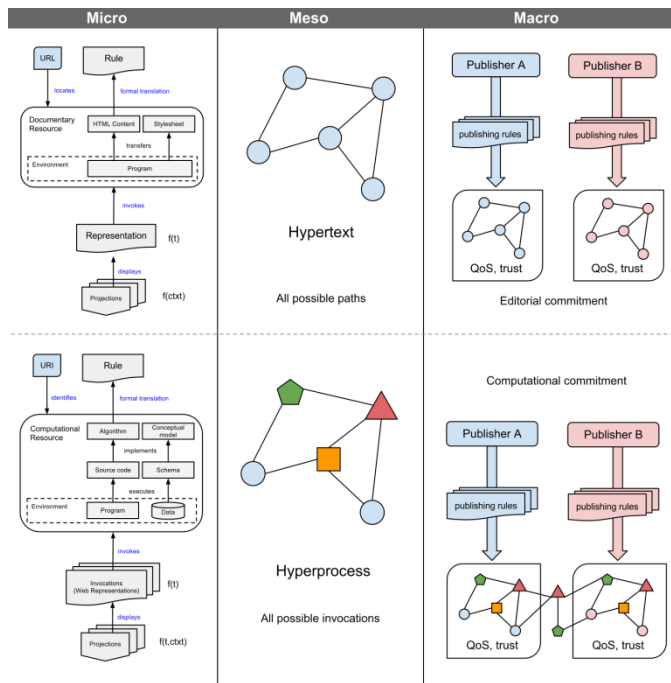 Micro
Meso
Macro
URL
Rule
locates
formal translation
Documentary
Resource
HTML Content
Stylesheet
transfers
Environment
Program
invokes
Representation
f(t)
displays
Projections
f(ctxt)
Hypertext
All possible paths
Publisher A
Publisher B
publishing rules
publishing rules
QoS, trust
QoS, trust
Editorial commitment
URI
Rule
identifies
formal translation
Computational
Resource
Algorithm
Conceptual
model
implements
Source code
Schema
executes
Environment
Program
Data
invokes
Invocations
(Web Representations)
f(t)
displays
Projections
f(t,ctxt)
Hyperprocess
All possible invocations
Computational commitment
Publisher A
Publisher B
publishing rules
publishing rules
QoS, trust
QoS, trust